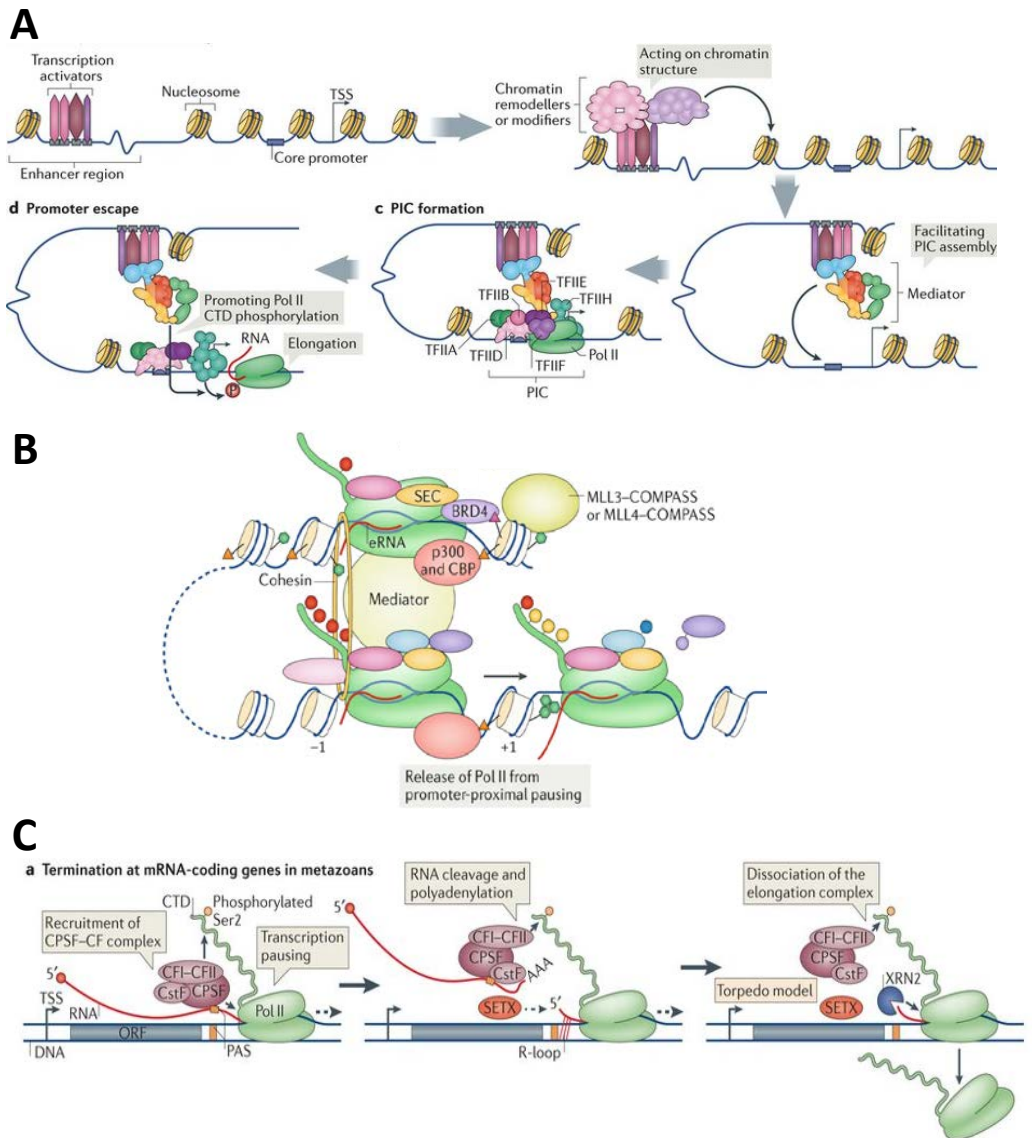 A
Transcription
activators
Nucleosome
TSS
Core promoter
Enhancer region
Acting on chromatin
structure
Chromatin
remodellers
or modifiers
d Promoter escape
Promoting Pol II
CTD phosphorylation
RNA
Elongation
P
c PIC formation
TFIIE
TFIIB
TFIIH
TFIIA
TFIID
TFIIF
Pol II
PIC
Facilitating
PIC assembly
Mediator
B
SEC
BRD4
MLL3–COMPASS
or MLL4–COMPASS
eRNA
p300
and CBP
Cohesin
Mediator
–1
+1
Release of Pol II from
promoter-proximal pausing
C
a Termination at mRNA-coding genes in metazoans
Recruitment of
CPSF–CF complex
CTD
Phosphorylated
Ser2
Transcription
pausing
5′
CFI–CFII
CstF
CPSF
TSS
RNA
Pol II
ORF
DNA
PAS
RNA cleavage and
polyadenylation
5′
CFI–CFII
CPSF
CstF
AAA
SETX
5′
R-loop
Dissociation of the
elongation complex
CFI–CFII
CPSF
CstF
XRN2
Torpedo model
SETX